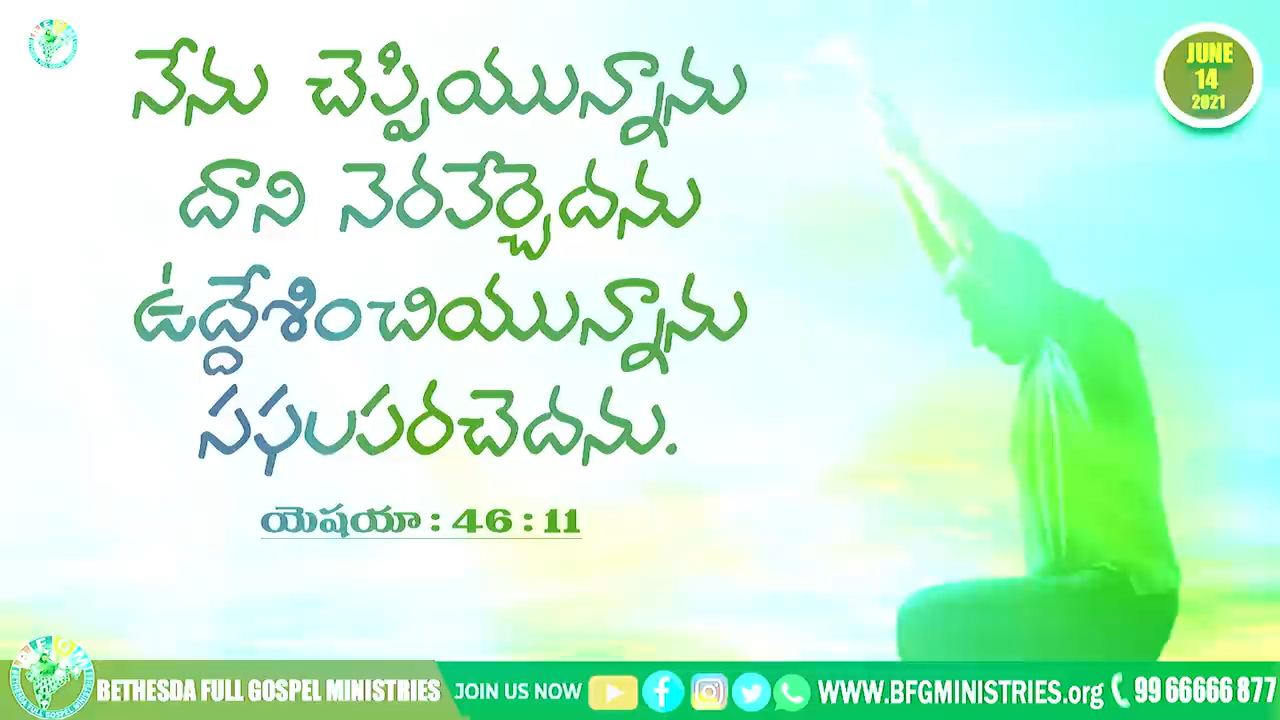 JUNE
14
2021
నేను చెప్పియున్నాను
దాని నెరవేర్చెదను
ఉద్దేశించియున్నాను
సఫలపరచెదను.
యెషయా : 46 : 11
BETHESDA FULL GOSPEL MINISTRIES JOIN US NOW WWW.BFGMINISTRIES.org 99 66666 877